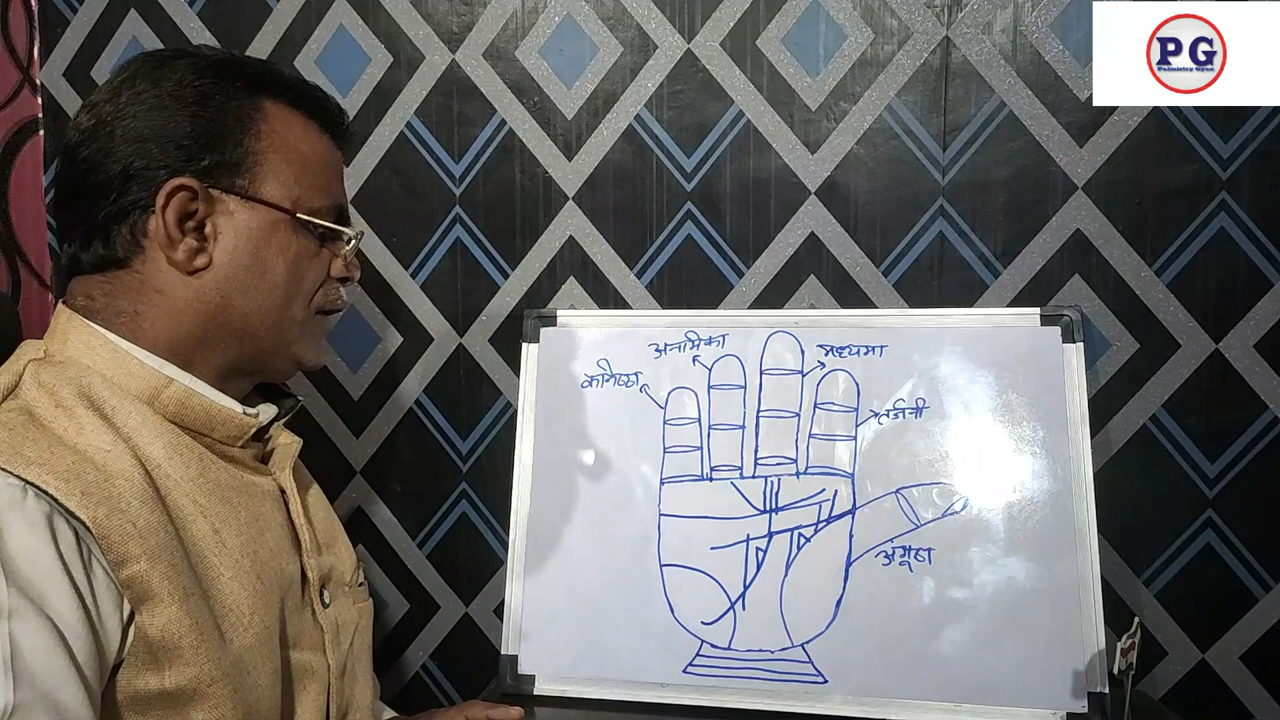 PG
Palmistry Gyan
अनामिका
मध्यमा
कनिष्ठा
तर्जनी
अंगूठा